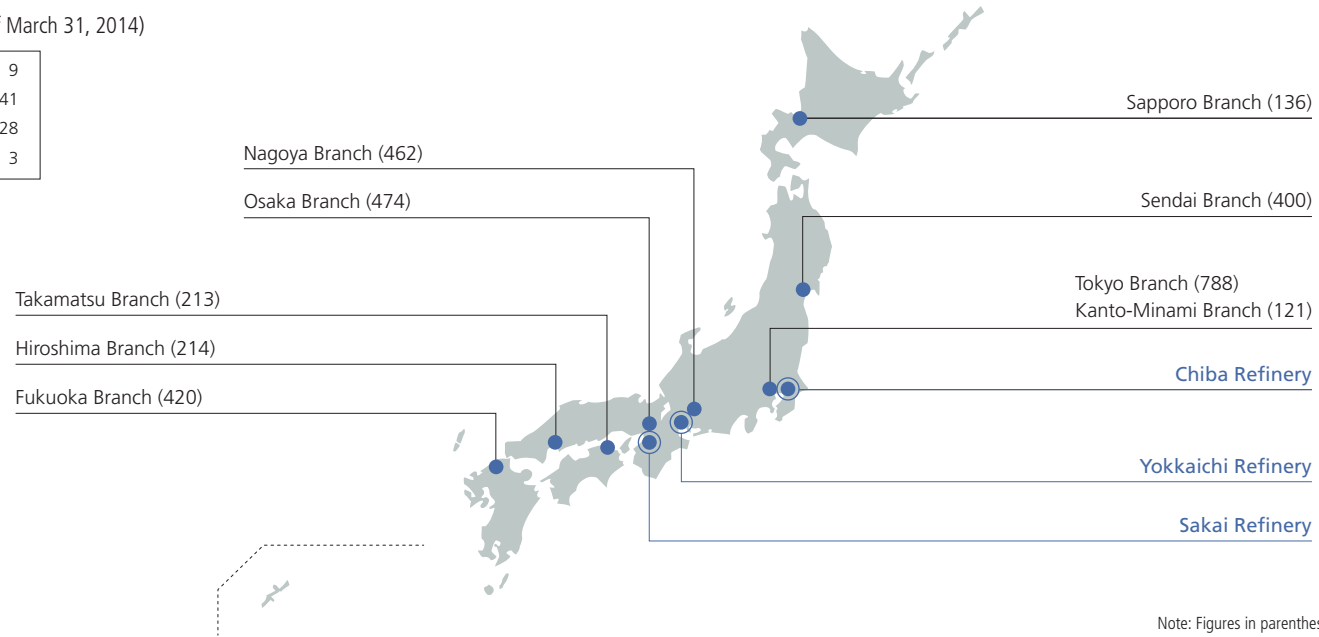 March 31, 2014)
9
41
28
3
Sapporo Branch (136)
Nagoya Branch (462)
Osaka Branch (474)
Sendai Branch (400)
Tokyo Branch (788)
Kanto-Minami Branch (121)
Takamatsu Branch (213)
Hiroshima Branch (214)
Fukuoka Branch (420)
Chiba Refinery
Yokkaichi Refinery
Sakai Refinery
Note: Figures in